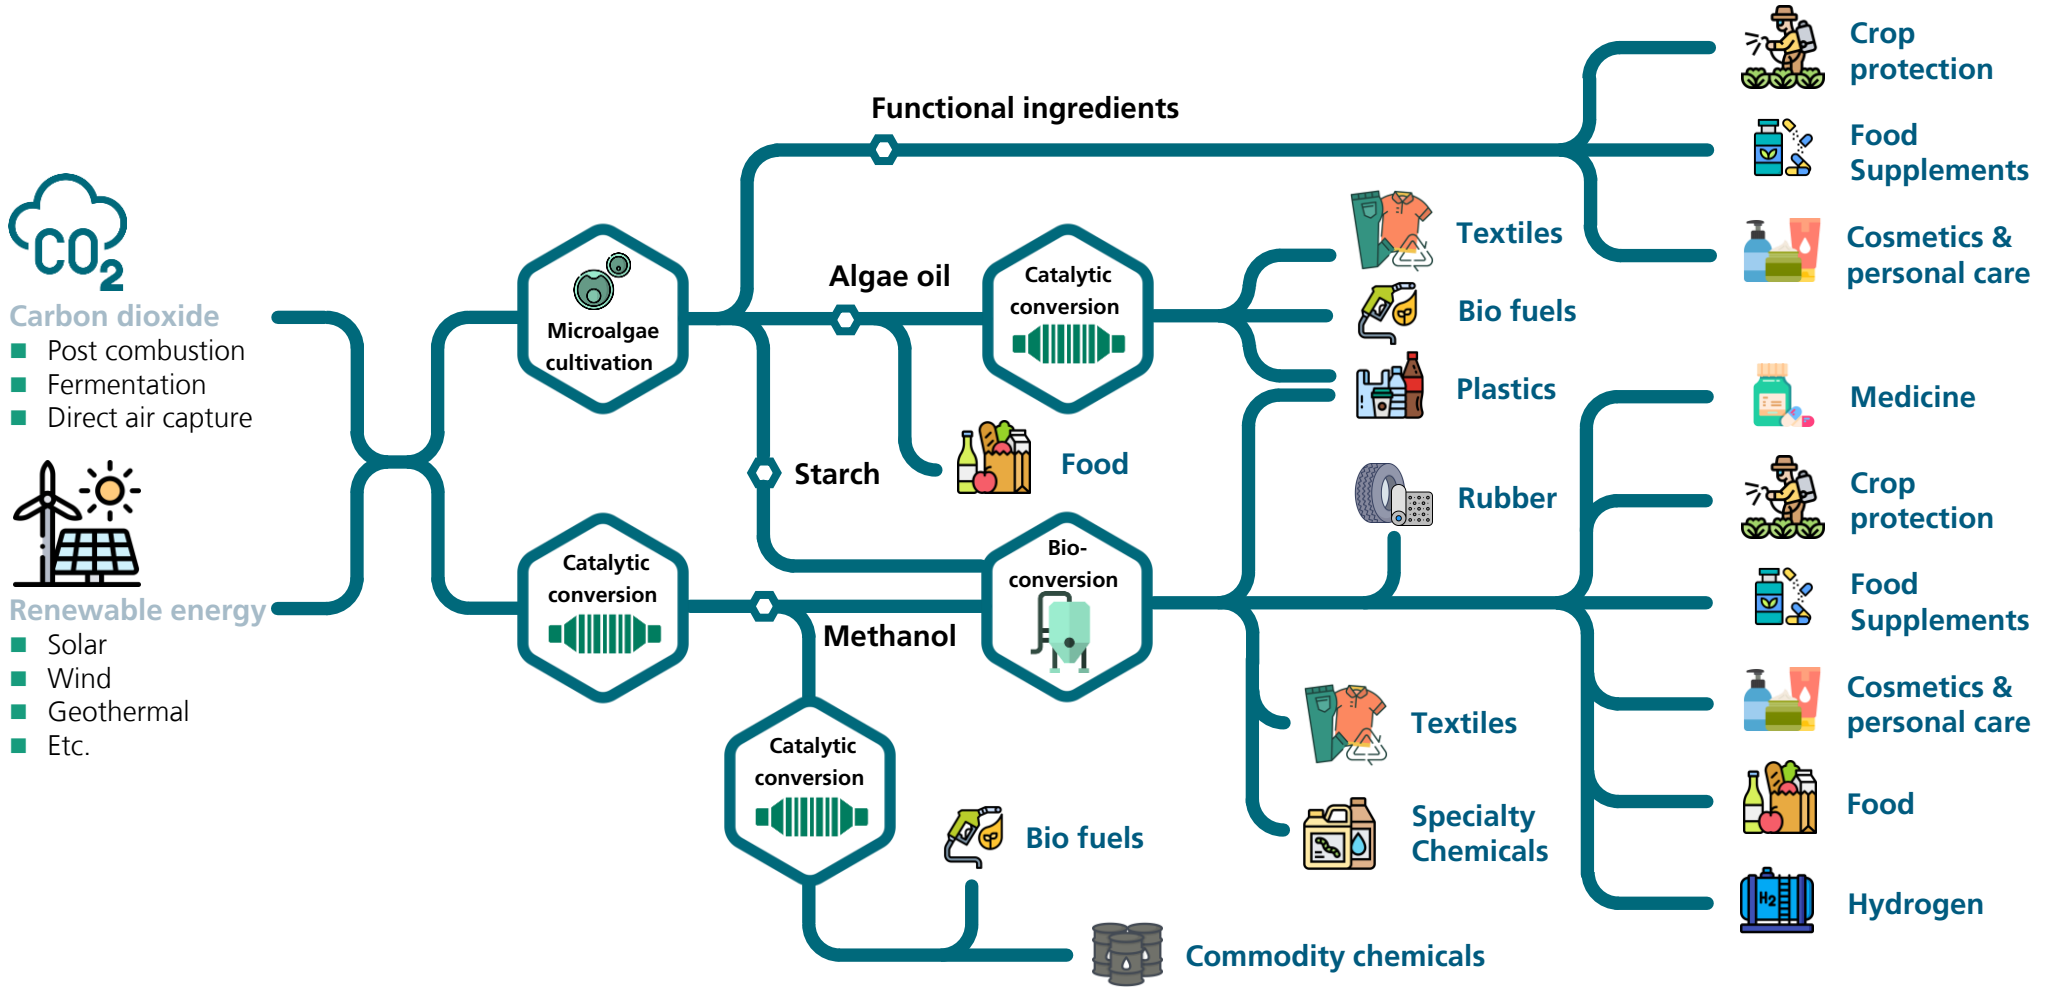 CO2
Carbon dioxide
Post combustion
Fermentation
Direct air capture
Renewable energy
Solar
Wind
Geothermal
Etc.
Microalgae
cultivation
Catalytic
conversion
Functional ingredients
Algae oil
Starch
Methanol
Catalytic
conversion
Food
Bio-
conversion
Catalytic
conversion
Bio fuels
Commodity chemicals
Textiles
Bio fuels
Plastics
Rubber
Textiles
Specialty
Chemicals
Crop
protection
Food
Supplements
Cosmetics &
personal care
Medicine
Crop
protection
Food
Supplements
Cosmetics &
personal care
Food
H2
Hydrogen